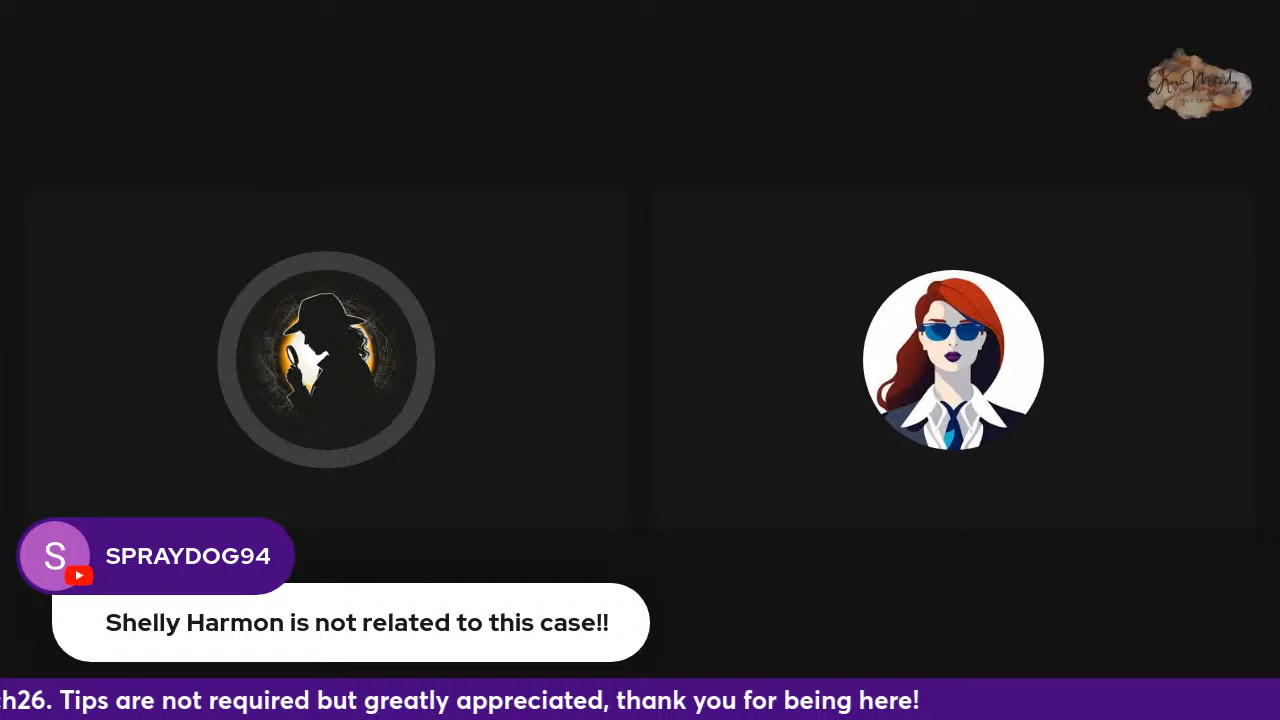 S
SPRAYDOG94
Shelly Harmon is not related to this case!!
h26. Tips are not required but greatly appreciated, thank you for being here!